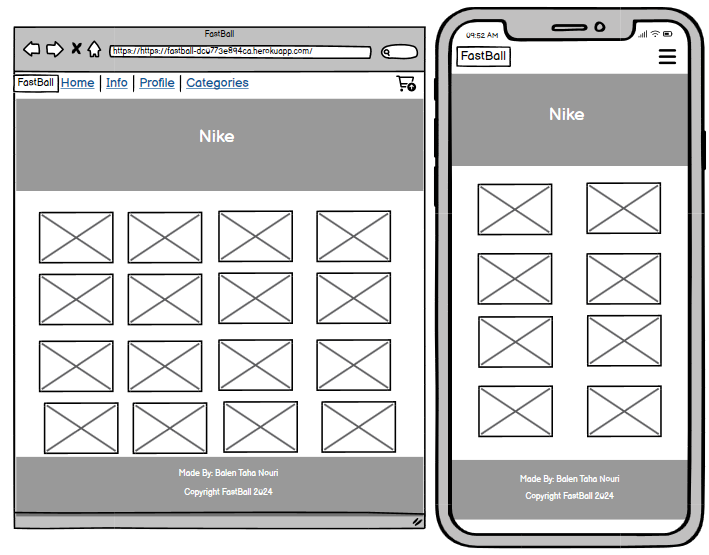 FastBall
https://https://fastball-dcu773e894ca.herokuapp.com/
FastBall Home Info Profile Categories
Nike
Made By: Balen Taha Nouri
Copyright FastBall 2024
09:52 AM
FastBall
Nike
Made By: Balen Taha Nouri
Copyright FastBall 2024